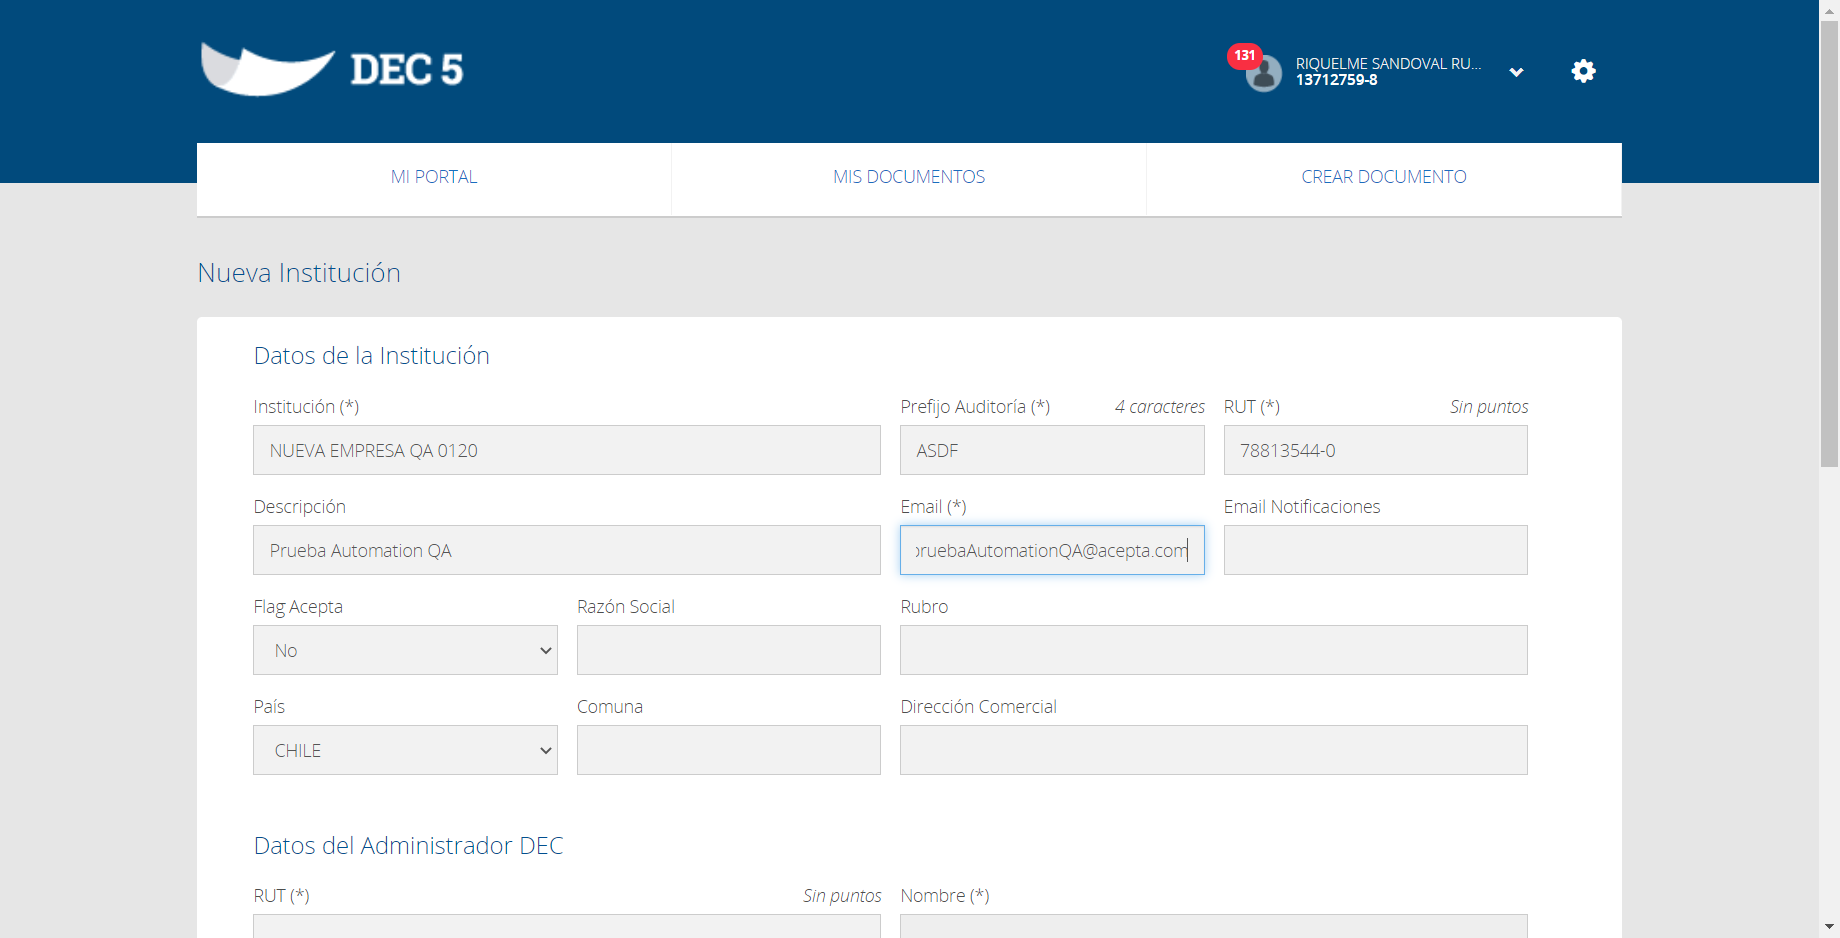 DEC 5
131
RIQUELME SANDOVAL RU...
13712759-8
MI PORTAL
MIS DOCUMENTOS
CREAR DOCUMENTO
Nueva Institución
Datos de la Institución
Institución (*)
Prefijo Auditoría (*) 4 caracteres
RUT (*) Sin puntos
NUEVA EMPRESA QA 0120
ASDF
78813544-0
Descripción
Email (*)
Email Notificaciones
Prueba Automation QA
pruebaAutomationQA@acepta.com
Flag Acepta
Razón Social
Rubro
No
País
Comuna
Dirección Comercial
CHILE
Datos del Administrador DEC
RUT (*) Sin puntos
Nombre (*)